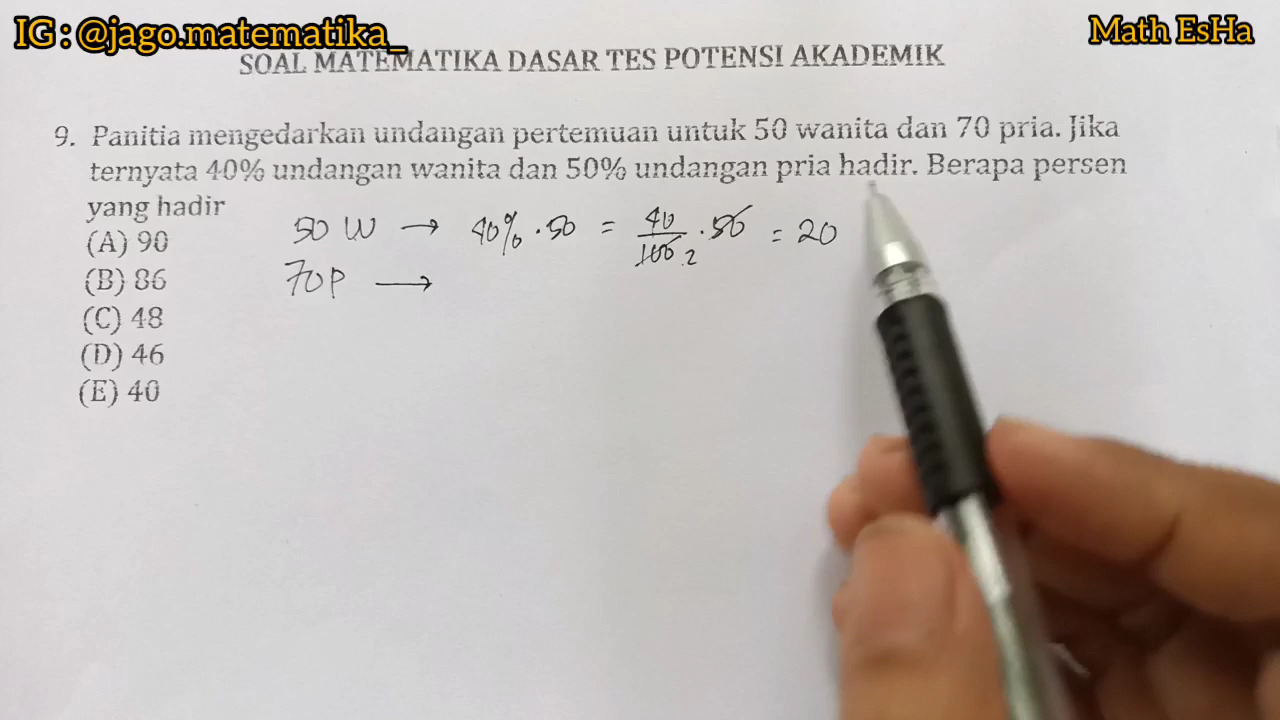 IG : @jago.matematika_
Math EsHa
SOAL MATEMATIKA DASAR TES POTENSI AKADEMIK
9. Panitia mengedarkan undangan pertemuan untuk 50 wanita dan 70 pria. Jika
ternyata 40% undangan wanita dan 50% undangan pria hadir. Berapa persen
yang hadir
(A) 90
(B) 86
(C) 48
(D) 46
(E) 40
50 W → 40% . 50 = 40/100 2 . 50 = 20
70 P →